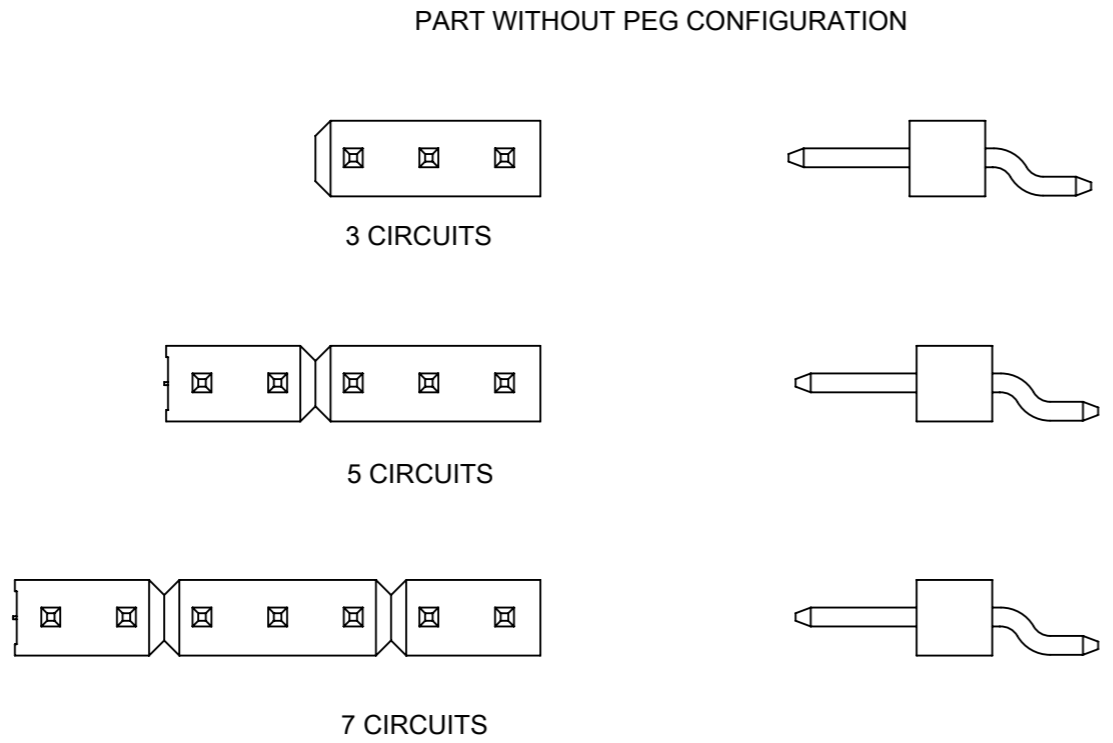 PART WITHOUT PEG CONFIGURATION
3 CIRCUITS
5 CIRCUITS
7 CIRCUITS